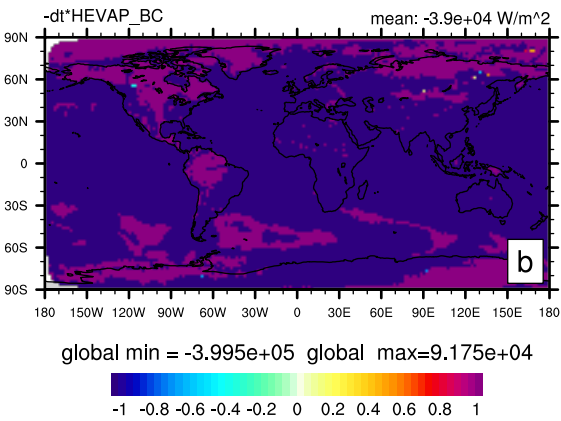 -dt*HEVAP_BC mean: -3.9e+04 W/m^2
90N
60N
30N
0
30S
60S
90S
b
180 150W 120W 90W 60W 30W 0 30E 60E 90E 120E 150E 180
global min = -3.995e+05 global max=9.175e+04
-1 -0.8 -0.6 -0.4 -0.2 0 0.2 0.4 0.6 0.8 1